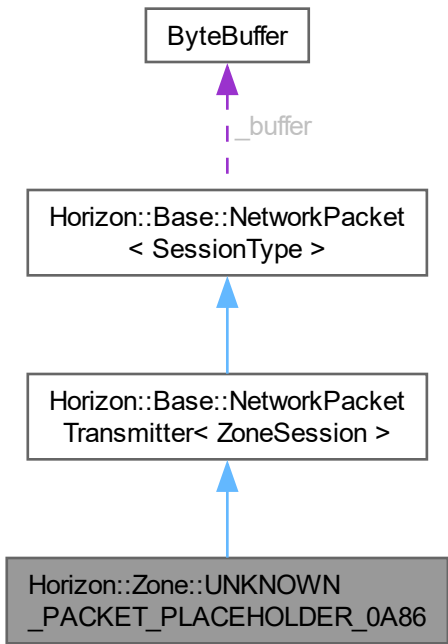 ByteBuffer
_buffer
Horizon::Base::NetworkPacket
< SessionType >
Horizon::Base::NetworkPacket
Transmitter< ZoneSession >
Horizon::Zone::UNKNOWN
_PACKET_PLACEHOLDER_0A86